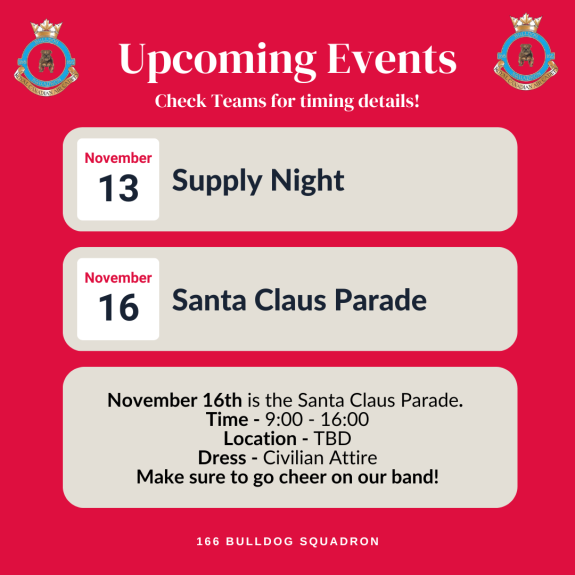 Upcoming Events
Check Teams for timing details!
November
13
Supply Night
November
16
Santa Claus Parade
November 16th is the Santa Claus Parade.
Time - 9:00 - 16:00
Location - TBD
Dress - Civilian Attire
Make sure to go cheer on our band!
166 BULLDOG SQUADRON